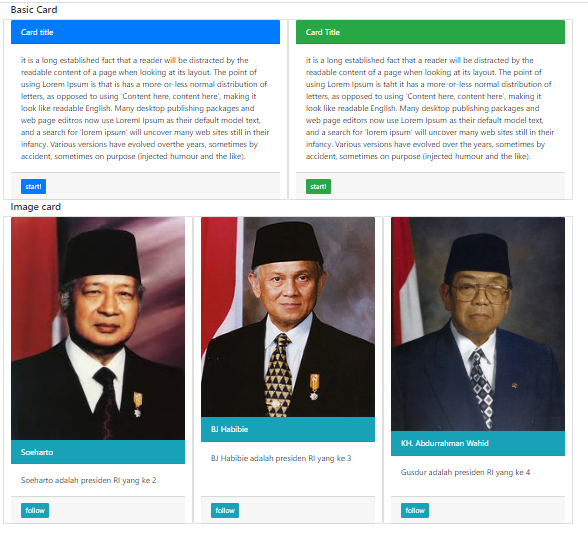 Basic Card
Card title
it is a long established fact that a reader will be distracted by the
readable content of a page when looking at its layout. The point of
using Lorem Ipsum is that is has a more-or-less normal distribution of
letters, as opposed to using 'Content here, content here', making it
look like readable English. Many desktop publishing packages and
web page editros now use Loreml Ipsum as their default model text,
and a search for 'lorem ipsum' will uncover many web sites still in their
infancy. Various versions have evolved overthe years, sometimes by
accident, sometimes on purpose (injected humour and the like).
start!
Card Title
it is a long established fact that a reader will be distracted by the
readable content of a page when looking at its layout. The point of
using Lorem Ipsum is taht it has a more-or-less normal distribution of
letters, as opposed to using 'Content here, content here', making it
look like readable English. Many desktop publishing packages and
web page editors now use Lorem Ipsum as their default model text,
and a search for 'lorem ipsum' will uncover many web sites still in their
infancy. Various versions have evolved over the years, sometimes by
accident, sometimes on purpose (injected humour and the like).
start!
Image card
Soeharto
Soeharto adalah presiden RI yang ke 2
follow
BJ Habibie
BJ Habibie adalah presiden RI yang ke 3
follow
KH. Abdurrahman Wahid
Gusdur adalah presiden RI yang ke 4
follow